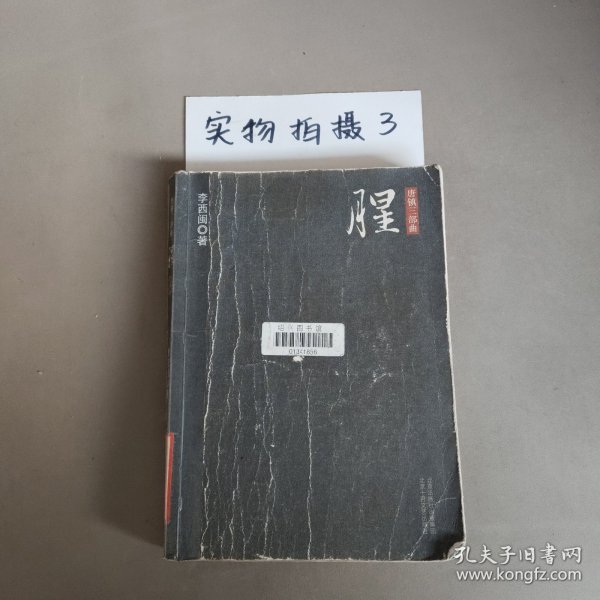 实物拍摄3
李西闽 著
腥
唐镇三部曲
孔夫子旧书网
www.kongfz.com